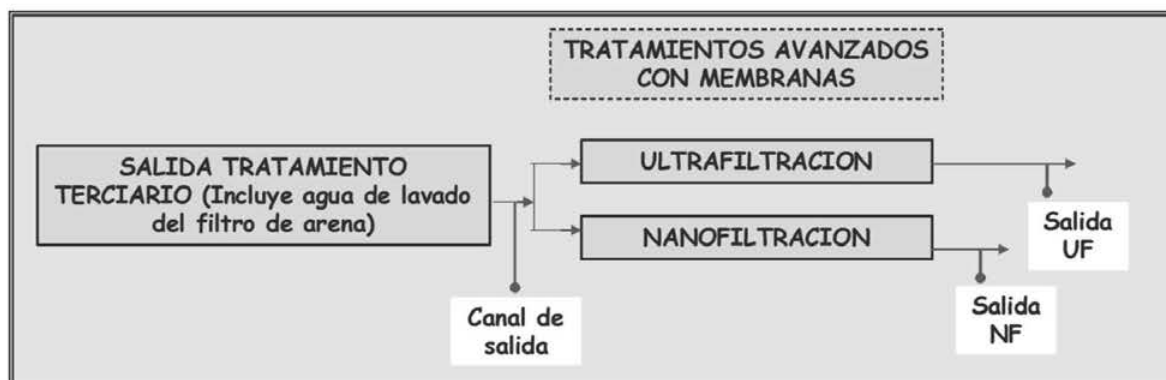 TRATAMIENTOS AVANZADOS
CON MEMBRANAS
SALIDA TRATAMIENTO
TERCIARIO (Incluye agua de lavado
del filtro de arena)
ULTRAFILTRACION
NANOFILTRACION
Salida
UF
Canal de
salida
Salida
NF